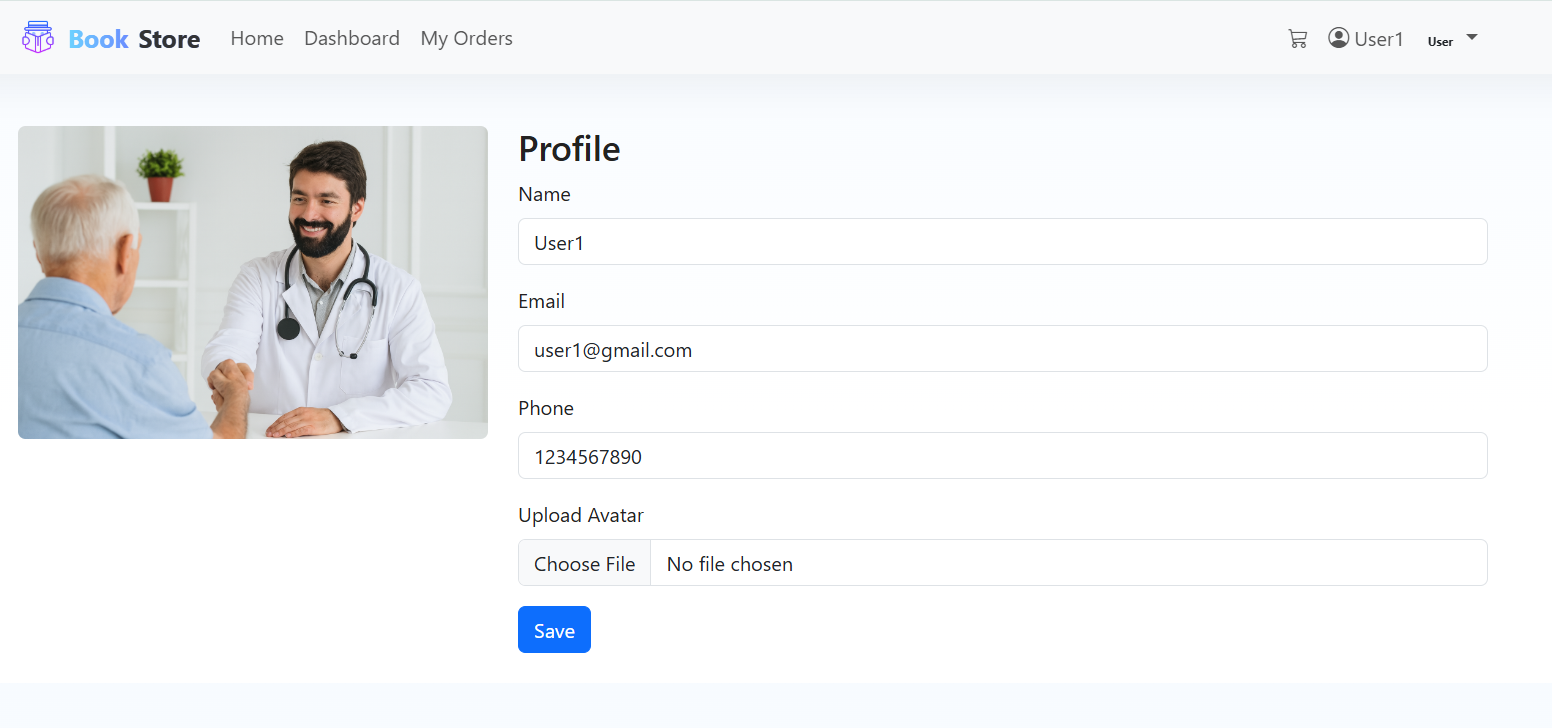 Book Store Home Dashboard My Orders User1 User
Profile
Name
User1
Email
user1@gmail.com
Phone
1234567890
Upload Avatar
Choose File No file chosen
Save